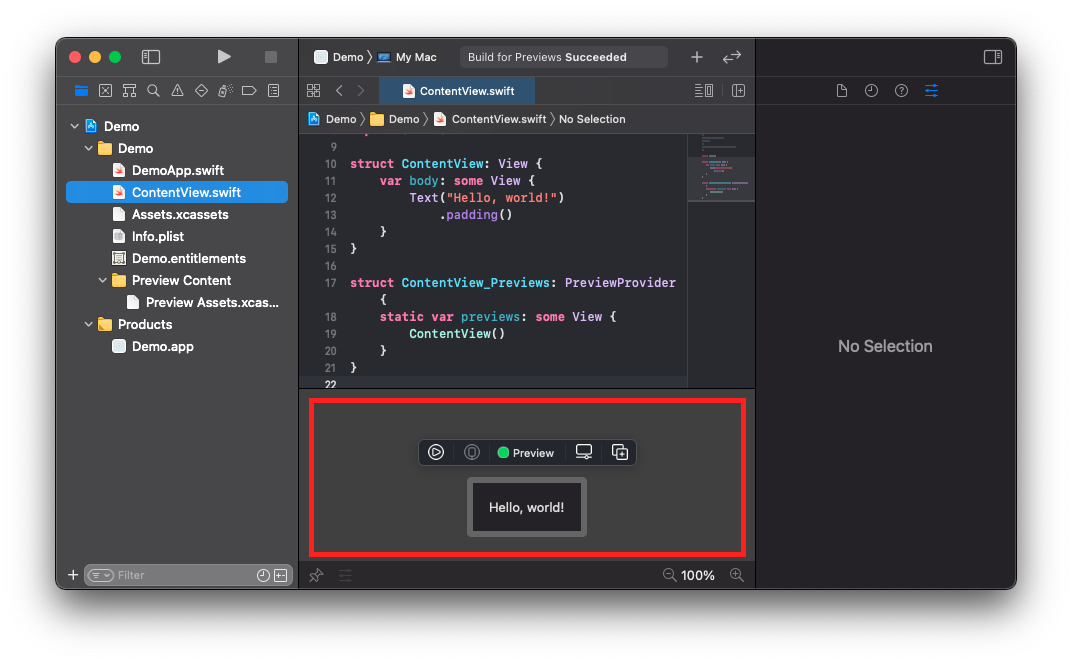 Demo
My Mac
Build for Previews Succeeded
ContentView.swift
Demo
Demo
ContentView.swift
No Selection
Demo
Demo
DemoApp.swift
ContentView.swift
Assets.xcassets
Info.plist
Demo.entitlements
Preview Content
Preview Assets.xcas...
Products
Demo.app
Filter
9
10 struct ContentView: View {
11     var body: some View {
12         Text("Hello, world!")
13             .padding()
14     }
15 }
16
17 struct ContentView_Previews: PreviewProvider
    {
18     static var previews: some View {
19         ContentView()
20     }
21 }
22
Preview
Hello, world!
100%
No Selection